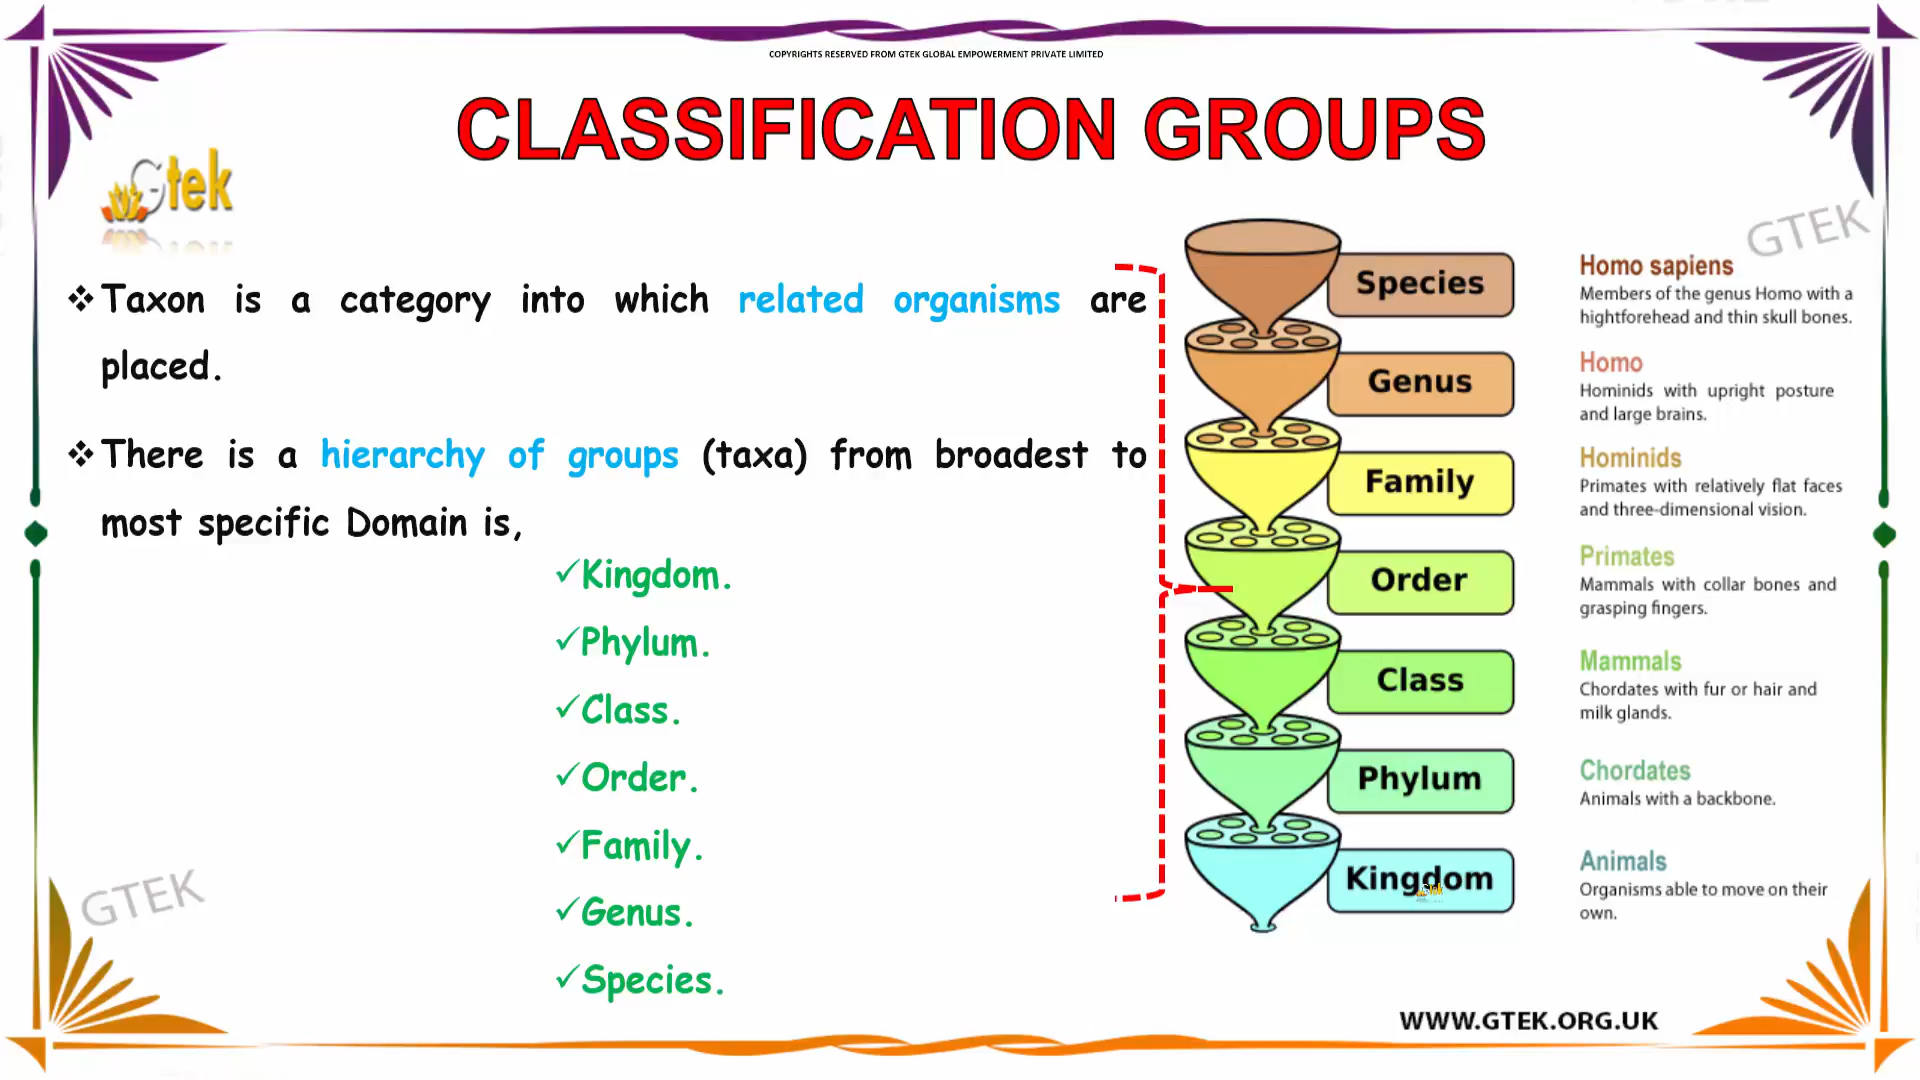 COPYRIGHTS RESERVED FROM GTEK GLOBAL EMPOWERMENT PRIVATE LIMITED
CLASSIFICATION GROUPS
Gtek
GTEK
Taxon is a category into which related organisms are
placed.
There is a hierarchy of groups (taxa) from broadest to
most specific Domain is,
Kingdom.
Phylum.
Class.
Order.
Family.
Genus.
Species.
Species
Homo sapiens
Members of the genus Homo with a
hightforehead and thin skull bones.
Genus
Homo
Hominids with upright posture
and large brains.
Family
Hominids
Primates with relatively flat faces
and three-dimensional vision.
Order
Primates
Mammals with collar bones and
grasping fingers.
Class
Mammals
Chordates with fur or hair and
milk glands.
Phylum
Chordates
Animals with a backbone.
Kingdom
Animals
Organisms able to move on their
own.
GTEK
WWW.GTEK.ORG.UK